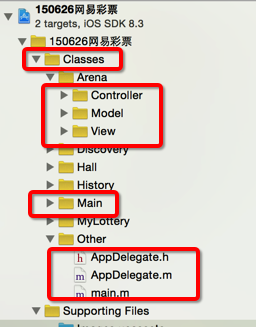 150626网易彩票
2 targets, iOS SDK 8.3
150626网易彩票
Classes
Arena
Controller
Model
View
Discovery
Hall
History
Main
MyLottery
Other
h AppDelegate.h
m AppDelegate.m
m main.m
Supporting Files